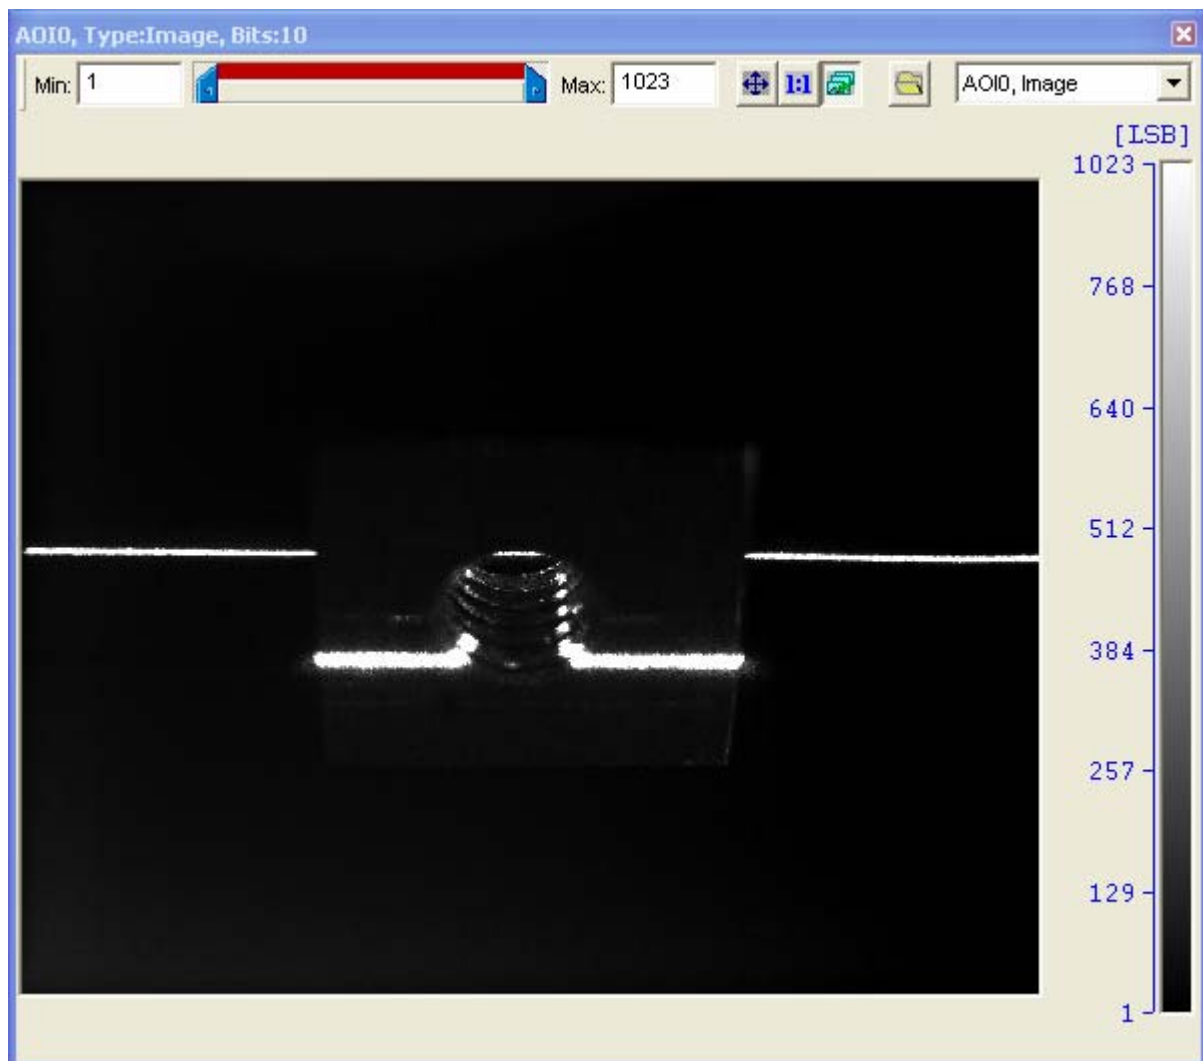 AOI0, Type:Image, Bits:10
Min: 1 Max: 1023 1:1 AOI0, Image
[LSB]
1023
768
640
512
384
257
129
1